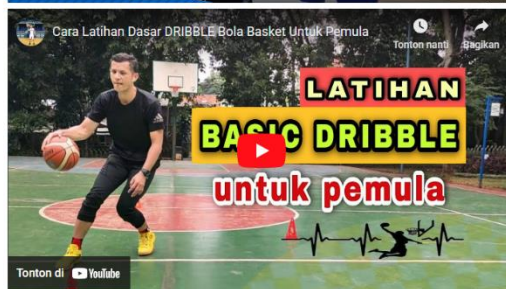 Cara Latihan Dasar DRIBBLE Bola Basket Untuk Pemula
Tonton nanti
Bagikan
LATIHAN
BASIC DRIBBLE
untuk pemula
Tonton di YouTube